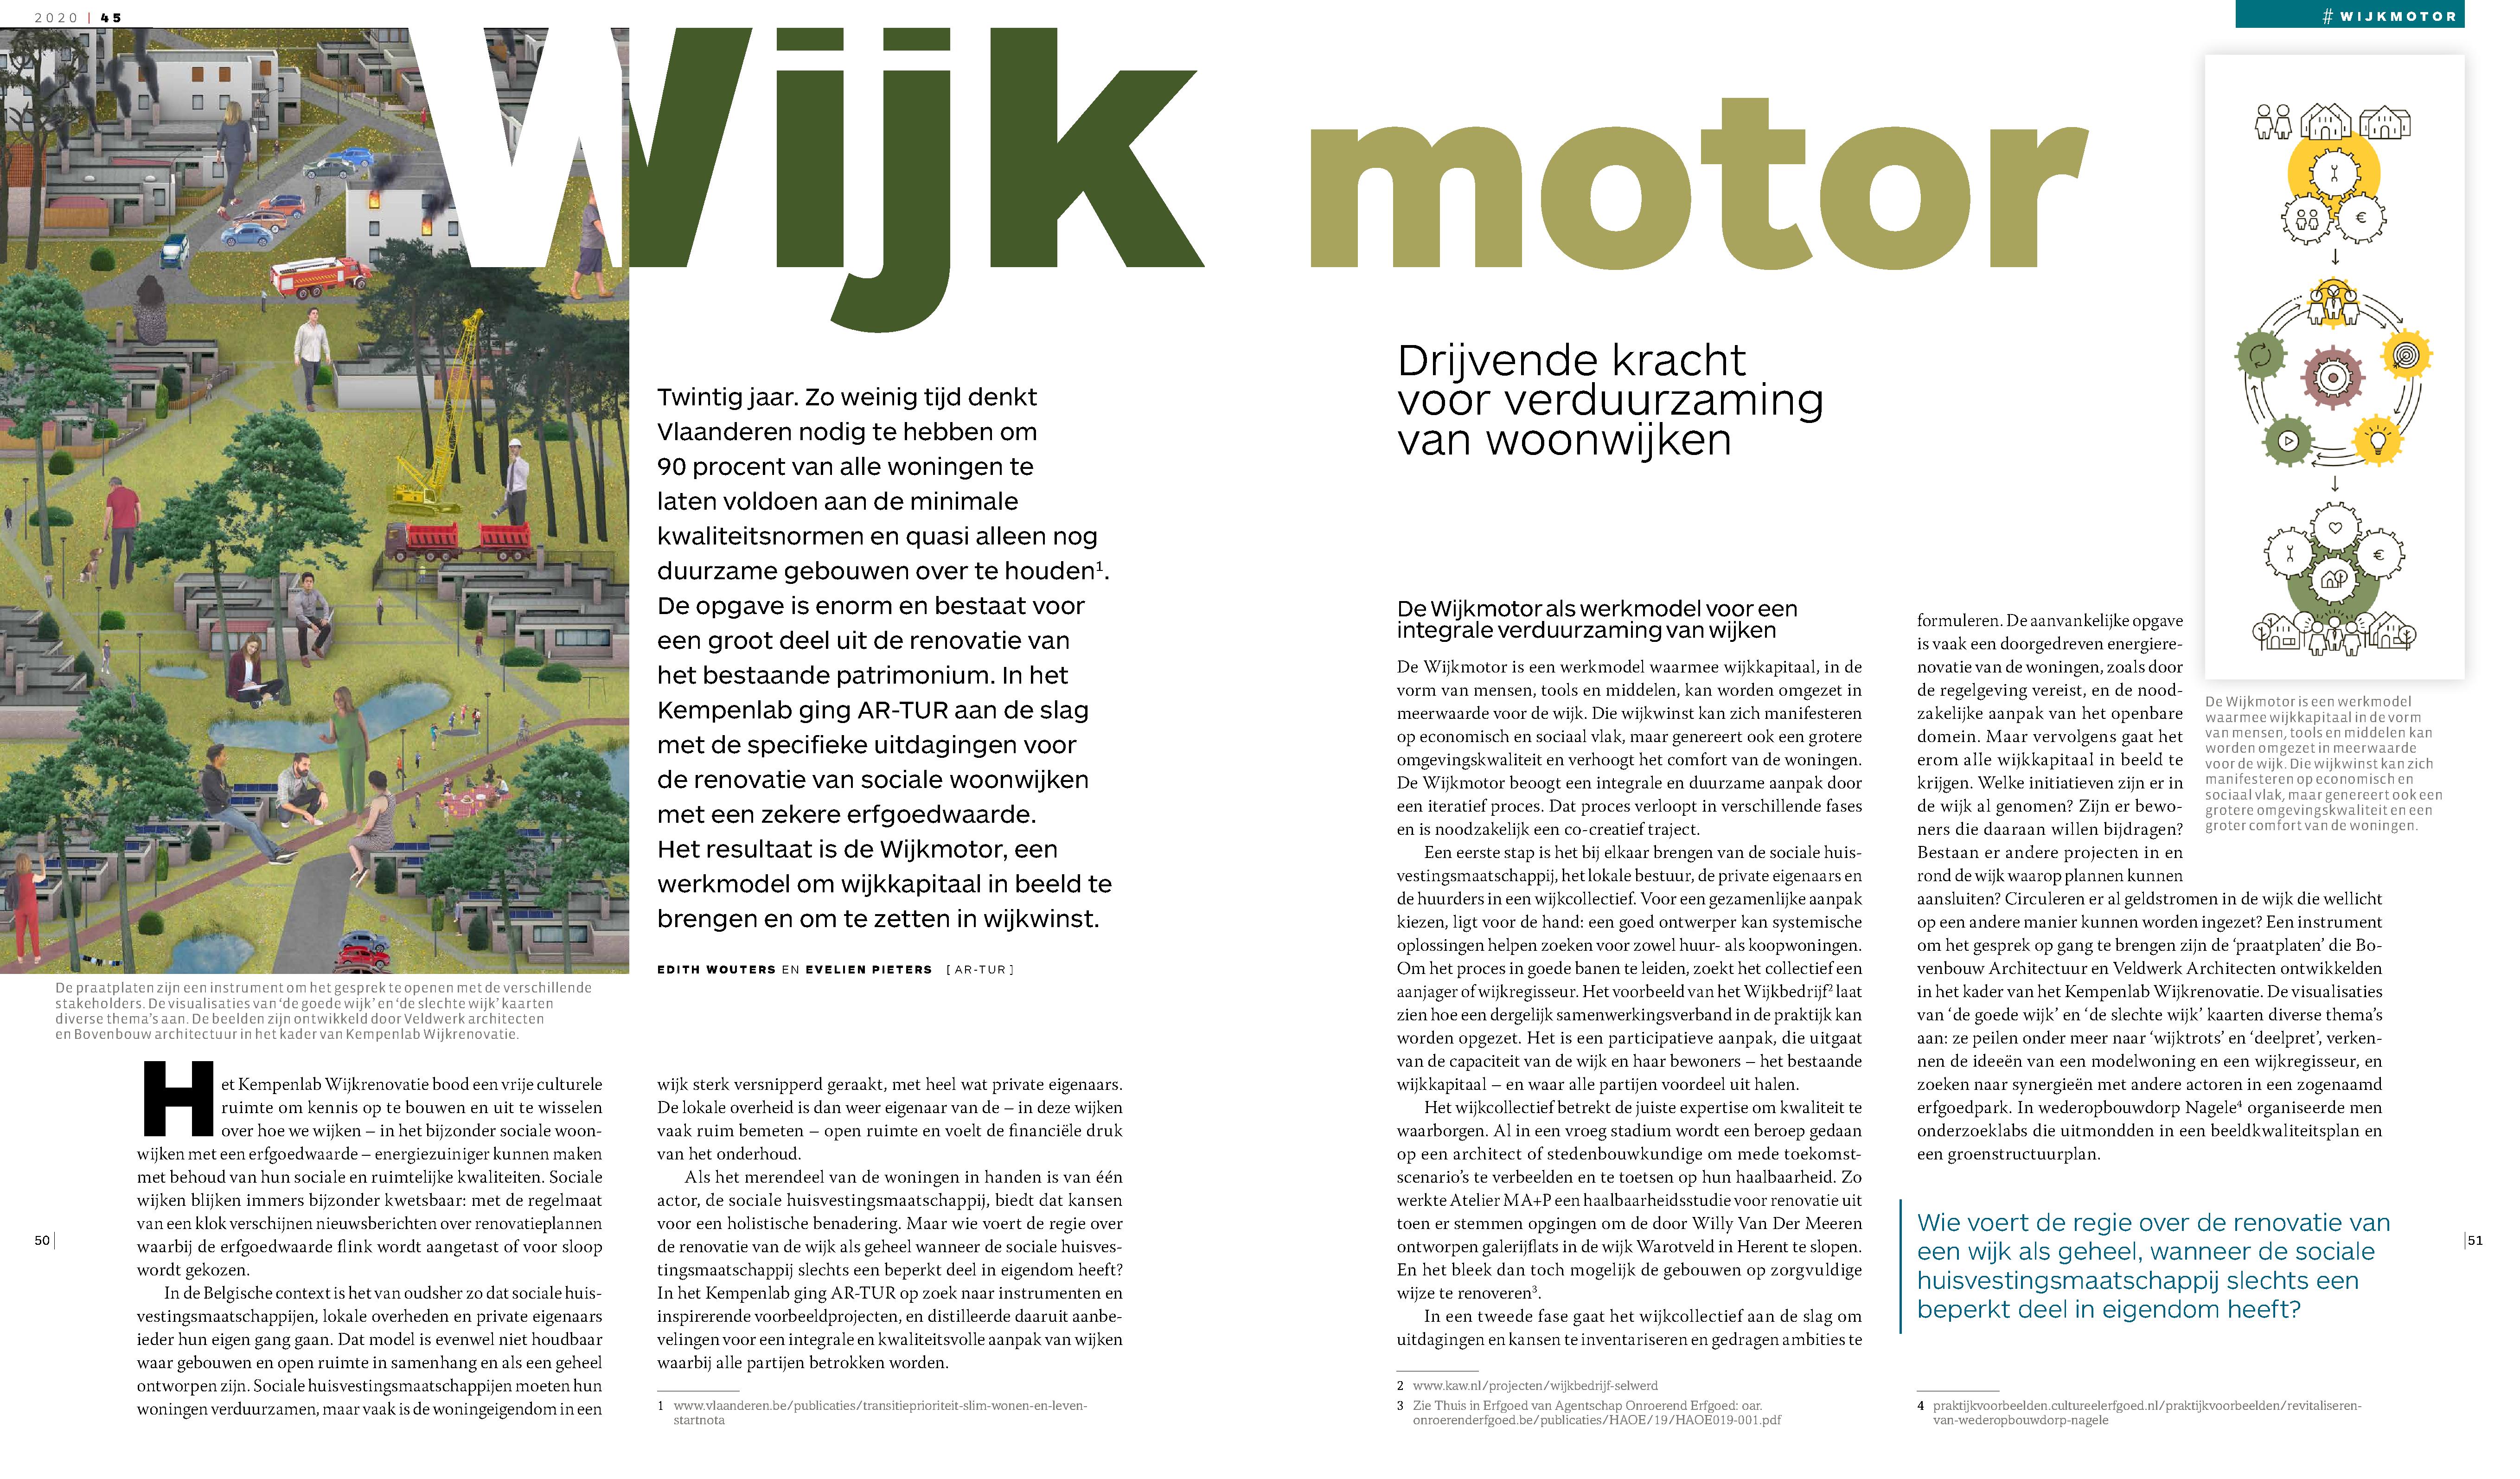 2020 | 45
# WIJKMOTOR
Wijk
motor
Drijvende kracht
voor verduurzaming
van woonwijken
Twintig jaar. Zo weinig tijd denkt
Vlaanderen nodig te hebben om
90 procent van alle woningen te
laten voldoen aan de minimale
kwaliteitsnormen en quasi alleen nog
duurzame gebouwen over te houden¹.
De opgave is enorm en bestaat voor
een groot deel uit de renovatie van
het bestaande patrimonium. In het
Kempenlab ging AR-TUR aan de slag
met de specifieke uitdagingen voor
de renovatie van sociale woonwijken
met een zekere erfgoedwaarde.
Het resultaat is de Wijkmotor, een
werkmodel om wijkkapitaal in beeld te
brengen en om te zetten in wijkwinst.
EDITH WOUTERS EN EVELIEN PIETERS [AR-TUR]
De praatplaten zijn een instrument om het gesprek te openen met de verschillende
stakeholders. De visualisaties van ‘de goede wijk’ en ‘de slechte wijk’ kaarten
diverse thema’s aan. De beelden zijn ontwikkeld door Veldwerk architecten
en Bovenbouw architectuur in het kader van Kempenlab Wijkrenovatie.
Het Kempenlab Wijkrenovatie bood een vrije culturele
ruimte om kennis op te bouwen en uit te wisselen
over hoe we wijken – in het bijzonder sociale woon-
wijken met een erfgoedwaarde – energiezuiniger kunnen maken
met behoud van hun sociale en ruimtelijke kwaliteiten. Sociale
wijken blijken immers bijzonder kwetsbaar: met de regelmaat
van een klok verschijnen nieuwsberichten over renovatieplannen
waarbij de erfgoedwaarde flink wordt aangetast of voor sloop
wordt gekozen.
In de Belgische context is het van oudsher zo dat sociale huis-
vestingsmaatschappijen, lokale overheden en private eigenaars
ieder hun eigen gang gaan. Dat model is evenwel niet houdbaar
waar gebouwen en open ruimte in samenhang en als een geheel
ontworpen zijn. Sociale huisvestingsmaatschappijen moeten hun
woningen verduurzamen, maar vaak is de woningeigendom in een
wijk sterk versnipperd geraakt, met heel wat private eigenaars.
De lokale overheid is dan weer eigenaar van de – in deze wijken
vaak ruim bemeten – open ruimte en voelt de financiële druk
van het onderhoud.
Als het merendeel van de woningen in handen is van één
actor, de sociale huisvestingsmaatschappij, biedt dat kansen
voor een holistische benadering. Maar wie voert de regie over
de renovatie van de wijk als geheel wanneer de sociale huisves-
tingsmaatschappij slechts een beperkt deel in eigendom heeft?
In het Kempenlab ging AR-TUR op zoek naar instrumenten en
inspirerende voorbeeldprojecten, en distilleerde daaruit aanbe-
velingen voor een integrale en kwaliteitsvolle aanpak van wijken
waarbij alle partijen betrokken worden.
1 www.vlaanderen.be/publicaties/transitieprioriteit-slim-wonen-en-leven-
startnota
50
De Wijkmotor als werkmodel voor een
integrale verduurzaming van wijken
De Wijkmotor is een werkmodel waarmee wijkkapitaal, in de
vorm van mensen, tools en middelen, kan worden omgezet in
meerwaarde voor de wijk. Die wijkwinst kan zich manifesteren
op economisch en sociaal vlak, maar genereert ook een grotere
omgevingskwaliteit en verhoogt het comfort van de woningen.
De Wijkmotor beoogt een integrale en duurzame aanpak door
een iteratief proces. Dat proces verloopt in verschillende fases
en is noodzakelijk een co-creatief traject.
Een eerste stap is het bij elkaar brengen van de sociale huis-
vestingsmaatschappij, het lokale bestuur, de private eigenaars en
de huurders in een wijkcollectief. Voor een gezamenlijke aanpak
kiezen, ligt voor de hand: een goed ontwerper kan systemische
oplossingen helpen zoeken voor zowel huur- als koopwoningen.
Om het proces in goede banen te leiden, zoekt het collectief een
aanjager of wijkregisseur. Het voorbeeld van het Wijkbedrijf² laat
zien hoe een dergelijk samenwerkingsverband in de praktijk kan
worden opgezet. Het is een participatieve aanpak, die uitgaat
van de capaciteit van de wijk en haar bewoners – het bestaande
wijkkapitaal – en waar alle partijen voordeel uit halen.
Het wijkcollectief betrekt de juiste expertise om kwaliteit te
waarborgen. Al in een vroeg stadium wordt een beroep gedaan
op een architect of stedenbouwkundige om mede toekomst-
scenario’s te verbeelden en te toetsen op hun haalbaarheid. Zo
werkte Atelier MA+P een haalbaarheidsstudie voor renovatie uit
toen er stemmen opgingen om de door Willy Van Der Meeren
ontworpen galerijflats in de wijk Warotveld in Herent te slopen.
En het bleek dan toch mogelijk de gebouwen op zorgvuldige
wijze te renoveren³.
In een tweede fase gaat het wijkcollectief aan de slag om
uitdagingen en kansen te inventariseren en gedragen ambities te
2 www.kaw.nl/projecten/wijkbedrijf-selwerd
3 Zie Thuis in Erfgoed van Agentschap Onroerend Erfgoed: oar.
onroerenderfgoed.be/publicaties/HAOE/19/HAOE019-001.pdf
formuleren. De aanvankelijke opgave
is vaak een doorgedreven energiere-
novatie van de woningen, zoals door
de regelgeving vereist, en de nood-
zakelijke aanpak van het openbare
domein. Maar vervolgens gaat het
erom alle wijkkapitaal in beeld te
krijgen. Welke initiatieven zijn er in
de wijk al genomen? Zijn er bewo-
ners die daaraan willen bijdragen?
Bestaan er andere projecten in en
rond de wijk waarop plannen kunnen
aansluiten? Circuleren er al geldstromen in de wijk die wellicht
op een andere manier kunnen worden ingezet? Een instrument
om het gesprek op gang te brengen zijn de ‘praatplaten’ die Bo-
venbouw Architectuur en Veldwerk Architecten ontwikkelden
in het kader van het Kempenlab Wijkrenovatie. De visualisaties
van ‘de goede wijk’ en ‘de slechte wijk’ kaarten diverse thema’s
aan: ze peilen onder meer naar ‘wijktrots’ en ‘deelpret’, verken-
nen de ideeën van een modelwoning en een wijkregisseur, en
zoeken naar synergieën met andere actoren in een zogenaamd
erfgoedpark. In wederopbouwdorp Nagele⁴ organiseerde men
onderzoeklabs die uitmondden in een beeldkwaliteitsplan en
een groenstructuurplan.
Wie voert de regie over de renovatie van
een wijk als geheel, wanneer de sociale
huisvestingsmaatschappij slechts een
beperkt deel in eigendom heeft?
4 praktijkvoorbeelden.cultureelerfgoed.nl/praktijkvoorbeelden/revitaliseren-
van-wederopbouwdorp-nagele
€
€
De Wijkmotor is een werkmodel
waarmee wijkkapitaal in de vorm
van mensen, tools en middelen kan
worden omgezet in meerwaarde
voor de wijk. Die wijkwinst kan zich
manifesteren op economisch en
sociaal vlak, maar genereert ook een
grotere omgevingskwaliteit en een
groter comfort van de woningen.
51